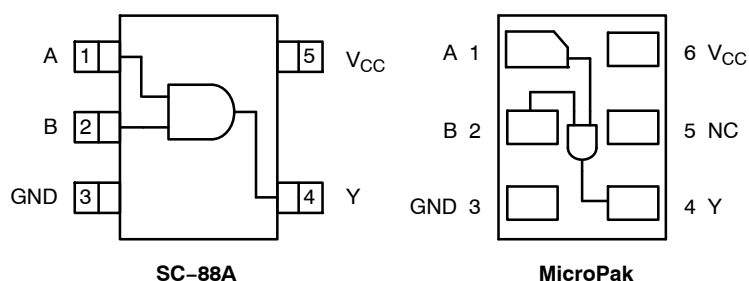 A 1 5 VCC
B 2
GND 3 4 Y
SC–88A
A 1 6 VCC
B 2 5 NC
GND 3 4 Y
MicroPak